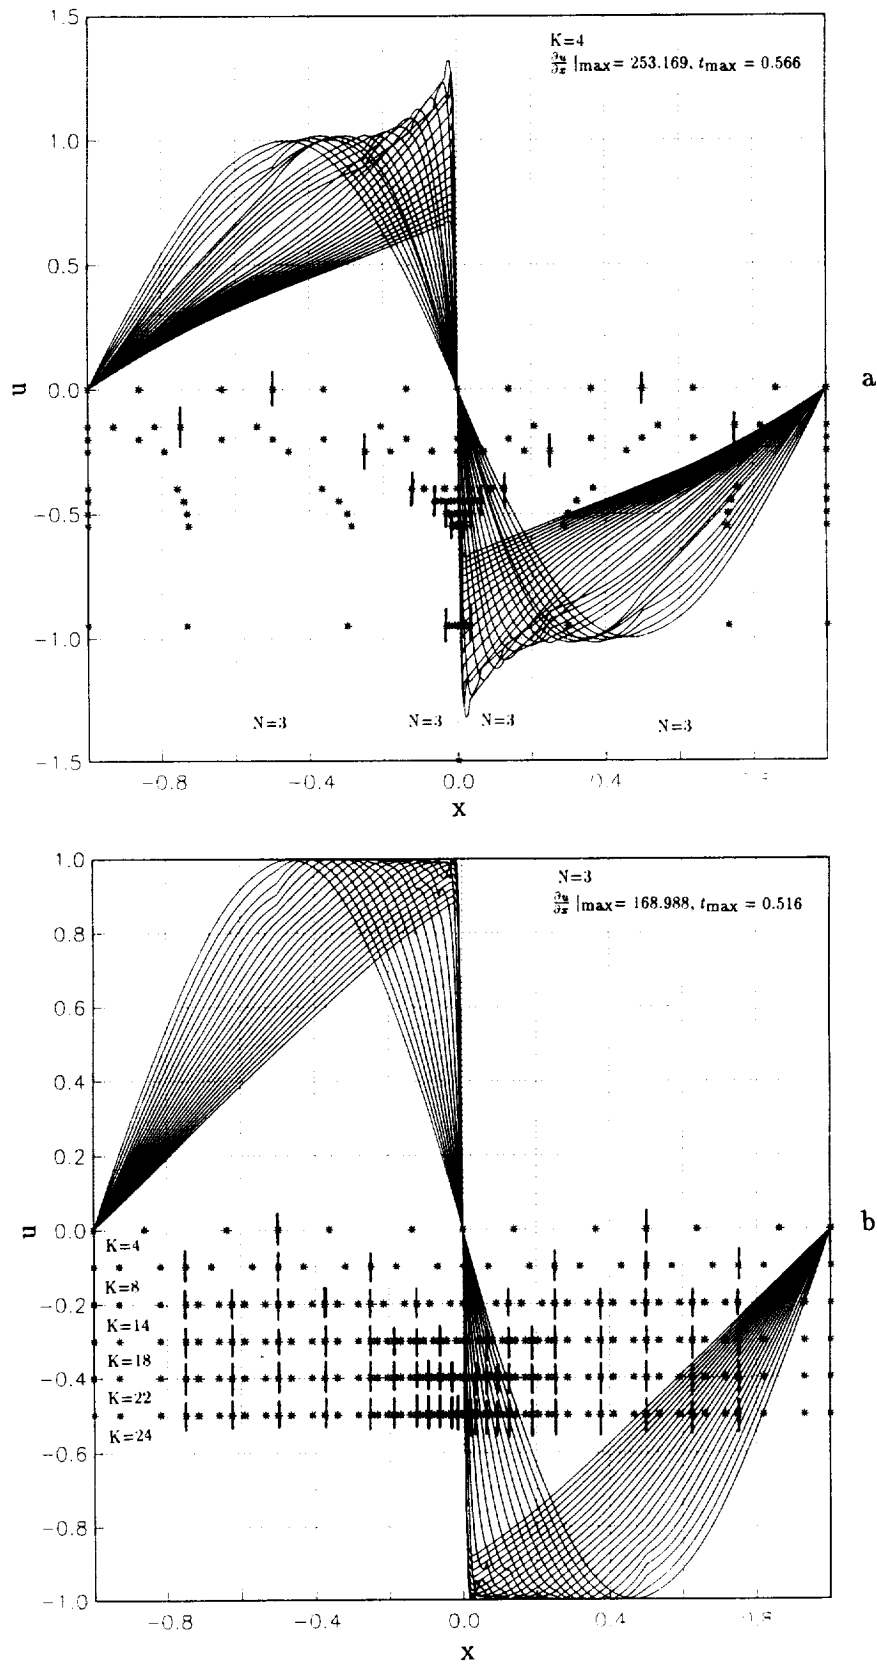 1.5
K=4
∂u/∂x |max= 253.169, tmax = 0.566
1.0
0.5
0.0
u
a
−0.5
−1.0
N=3 N=3 N=3 N=3
−1.5
−0.8 −0.4 0.0 0.4
x
1.0
N=3
∂u/∂x |max= 168.988, tmax = 0.516
0.8
0.6
0.4
0.2
0.0
u
b
K=4
K=8
−0.2
K=14
K=18
−0.4
K=22
K=24
−0.6
−0.8
−1.0
−0.8 −0.4 0.0 0.4 0.8
x